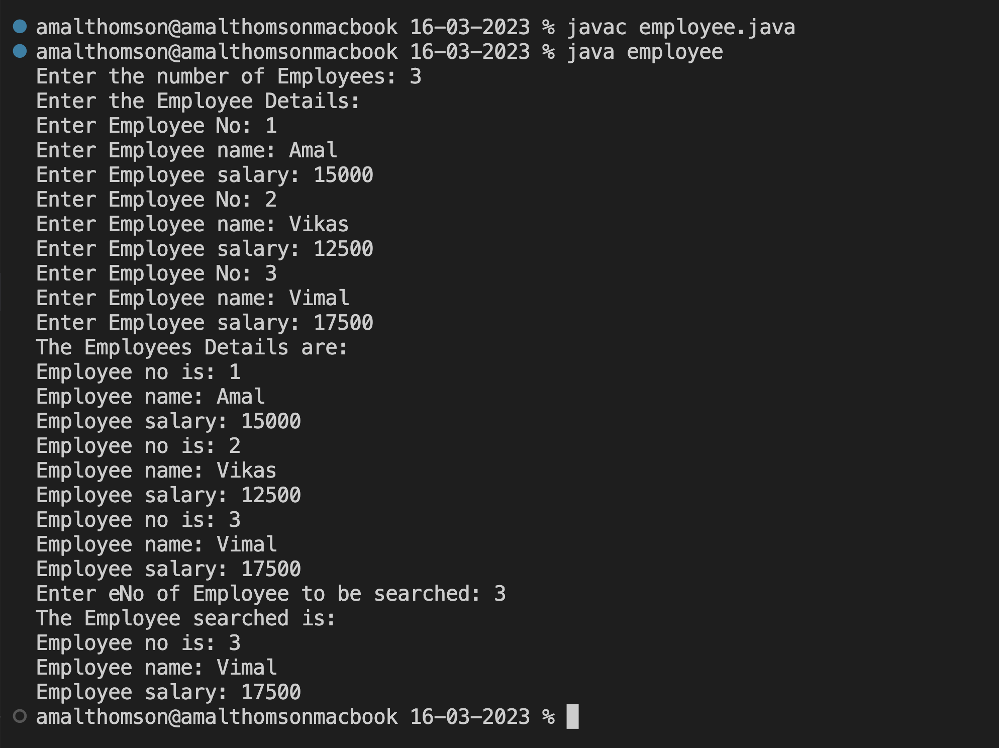 amalthomson@amalthomsonmacbook 16-03-2023 % javac employee.java
amalthomson@amalthomsonmacbook 16-03-2023 % java employee
Enter the number of Employees: 3
Enter the Employee Details:
Enter Employee No: 1
Enter Employee name: Amal
Enter Employee salary: 15000
Enter Employee No: 2
Enter Employee name: Vikas
Enter Employee salary: 12500
Enter Employee No: 3
Enter Employee name: Vimal
Enter Employee salary: 17500
The Employees Details are:
Employee no is: 1
Employee name: Amal
Employee salary: 15000
Employee no is: 2
Employee name: Vikas
Employee salary: 12500
Employee no is: 3
Employee name: Vimal
Employee salary: 17500
Enter eNo of Employee to be searched: 3
The Employee searched is:
Employee no is: 3
Employee name: Vimal
Employee salary: 17500
amalthomson@amalthomsonmacbook 16-03-2023 %